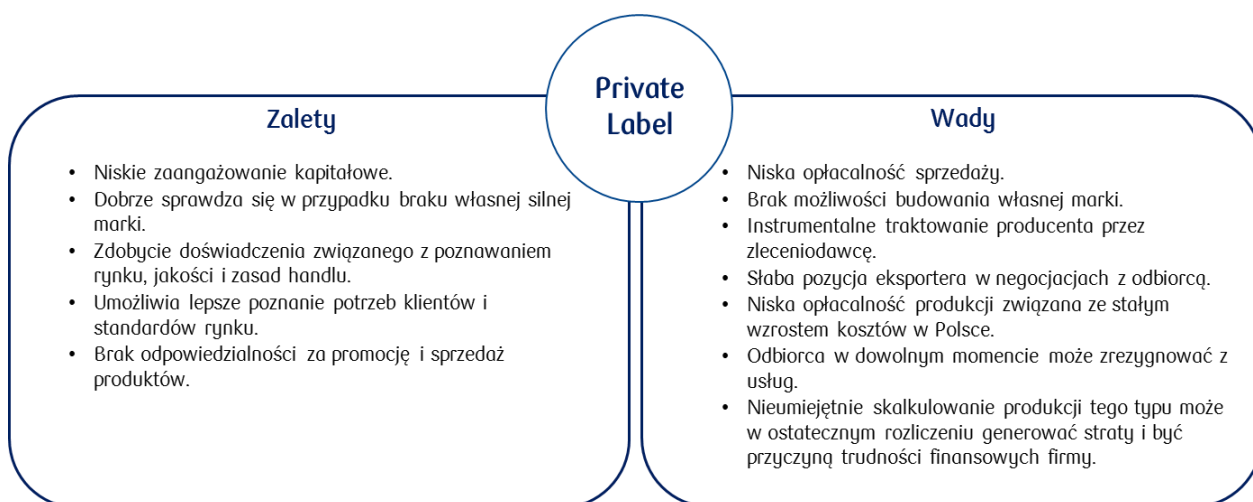 Private
Label
Zalety
• Niskie zaangażowanie kapitałowe.
• Dobrze sprawdza się w przypadku braku własnej silnej
marki.
• Zdobycie doświadczenia związanego z poznawaniem
rynku, jakości i zasad handlu.
• Umożliwia lepsze poznanie potrzeb klientów i
standardów rynku.
• Brak odpowiedzialności za promocję i sprzedaż
produktów.
Wady
• Niska opłacalność sprzedaży.
• Brak możliwości budowania własnej marki.
• Instrumentalne traktowanie producenta przez
zleceniodawcę.
• Słaba pozycja eksportera w negocjacjach z odbiorcą.
• Niska opłacalność produkcji związana ze stałym
wzrostem kosztów w Polsce.
• Odbiorca w dowolnym momencie może zrezygnować z
usług.
• Nieumiejętnie skalkulowanie produkcji tego typu może
w ostatecznym rozliczeniu generować straty i być
przyczyną trudności finansowych firmy.